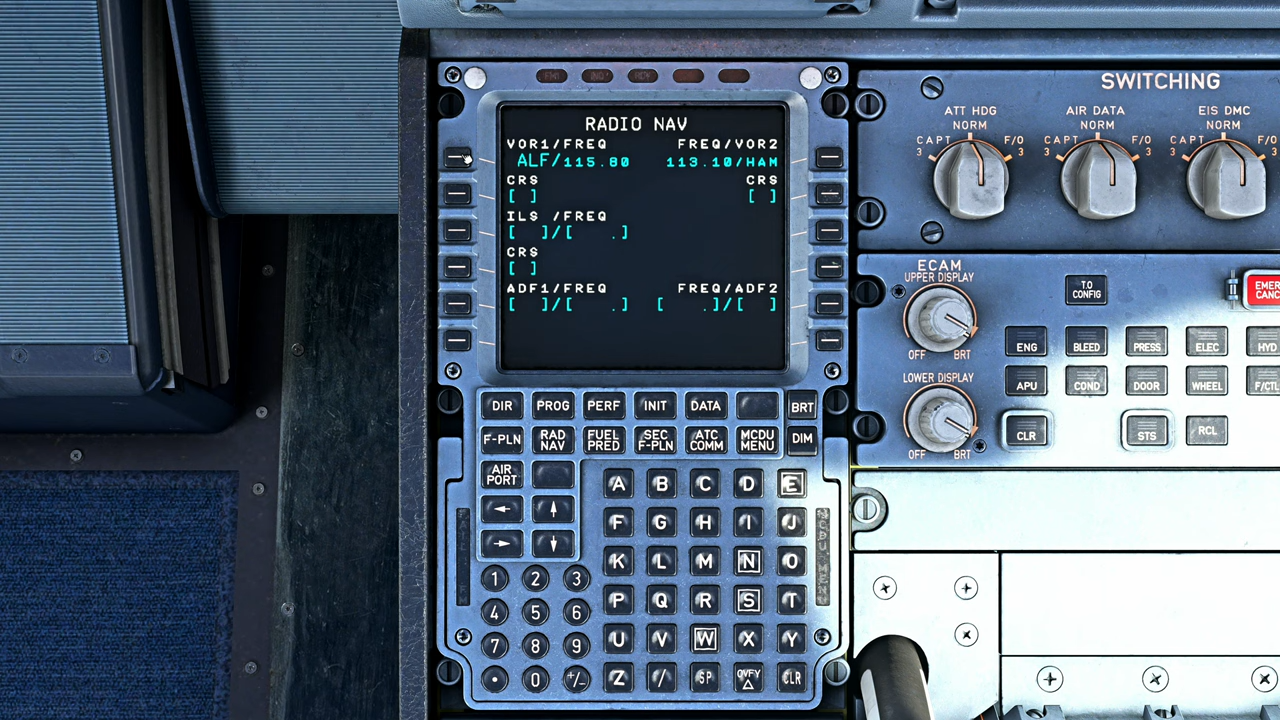 RADIO NAV
VOR1/FREQ FREQ/VOR2
ALF/115.80 113.10/HAM
CRS CRS
[ ] [ ]
ILS /FREQ
[ ]/[ .]
CRS
[ ]
ADF1/FREQ FREQ/ADF2
[ ]/[ .] [ .]/[ ]
DIR PROG PERF INIT DATA BRT
F-PLN RAD NAV FUEL PRED SEC F-PLN ATC COMM MCDU MENU DIM
AIR PORT
← ↑
→ ↓
A B C D E
F G H I J
K L M N O
P Q R S T
U V W X Y
Z / SP OVFY △ CLR
1 2 3
4 5 6
7 8 9
. 0 +/-
SWITCHING
ATT HDG AIR DATA EIS DMC
NORM NORM NORM
CAPT F/O CAPT F/O CAPT F/O
3 3 3 3 3 3
ECAM
UPPER DISPLAY
OFF BRT
LOWER DISPLAY
OFF BRT
T.O CONFIG
EMER
CANC
ENG BLEED PRESS ELEC HYD
APU COND DOOR WHEEL F/CTL
CLR STS RCL